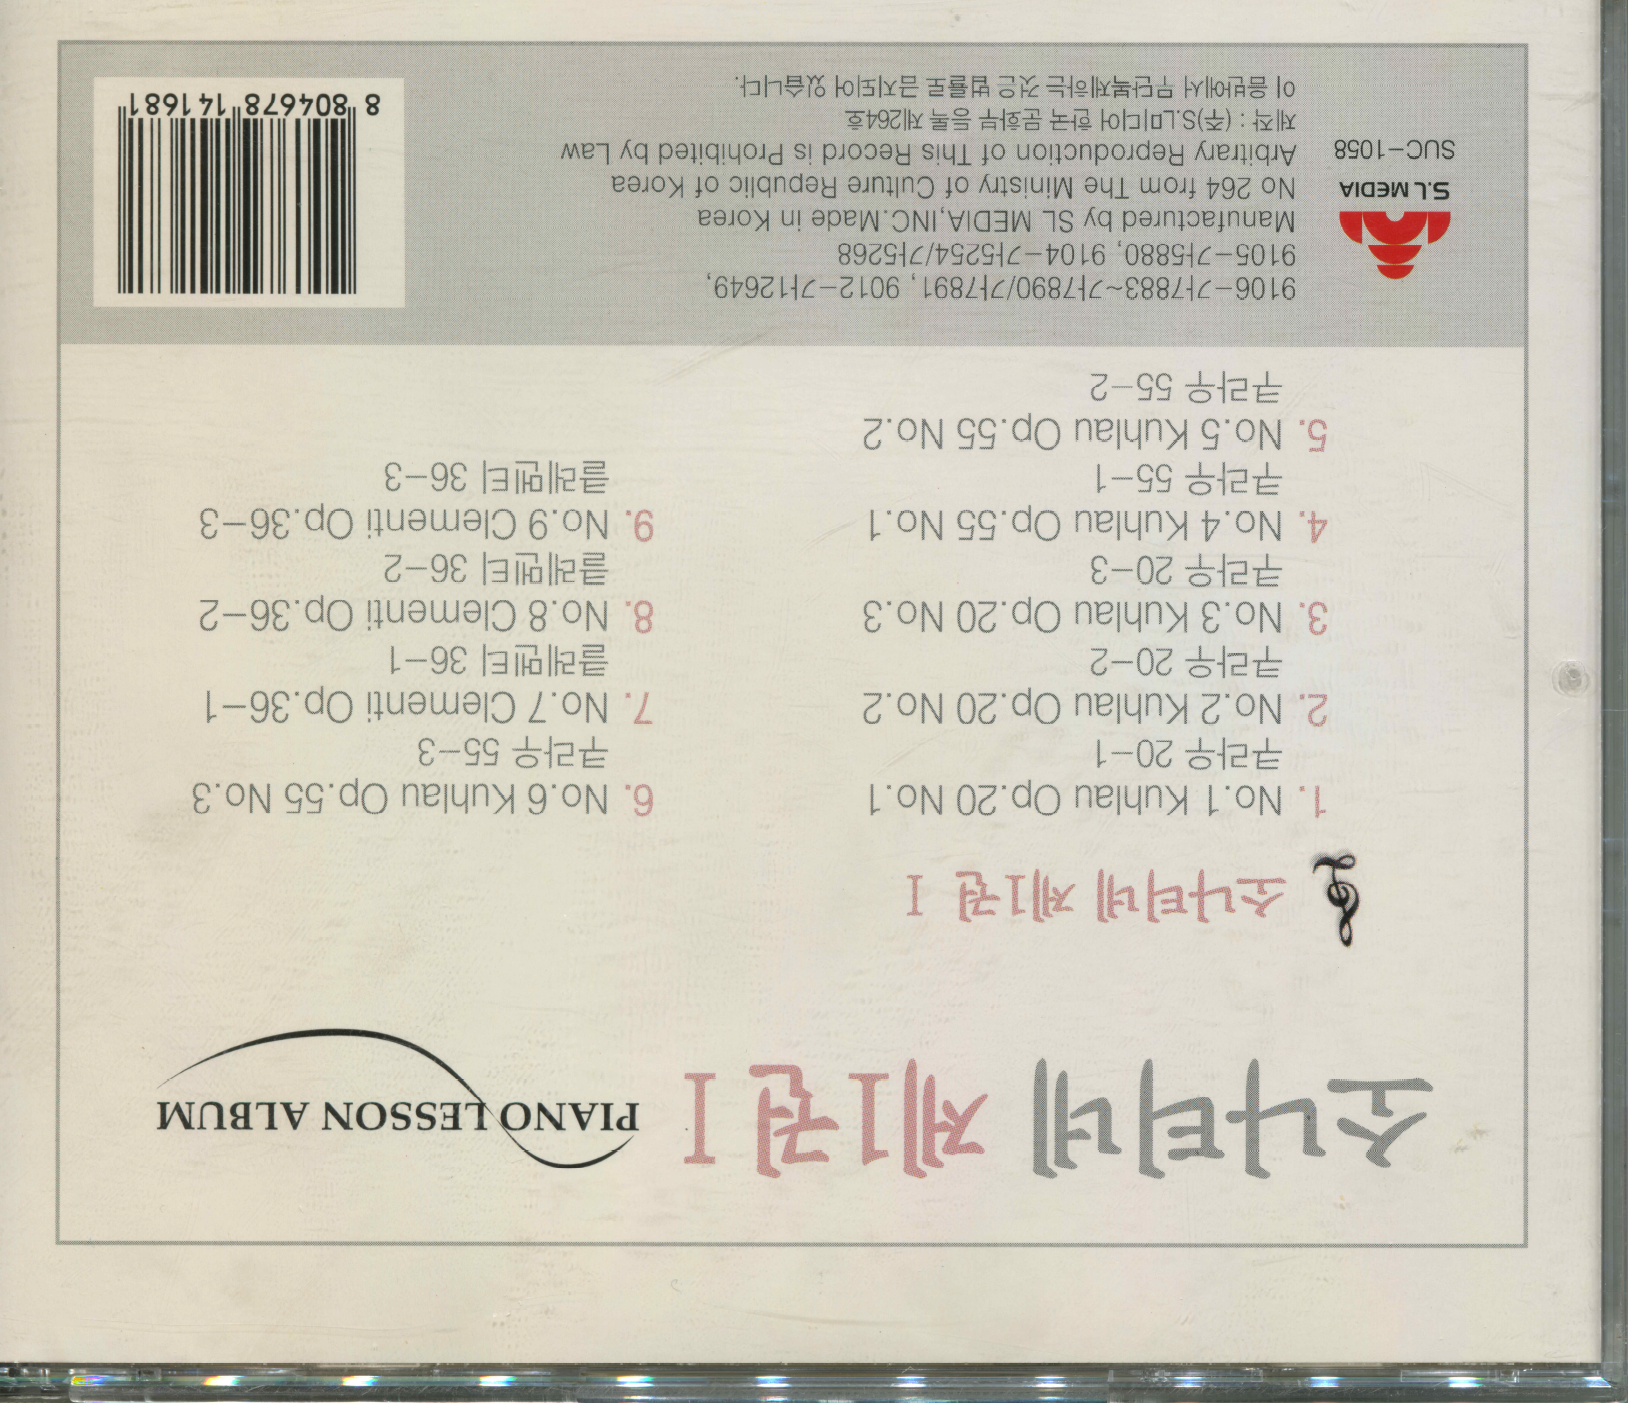 소나티네 제1권 I
PIANO LESSON ALBUM
소나티네 제1권 I
1. No.1 Kuhlau Op.20 No.1
쿠라우 20-1
2. No.2 Kuhlau Op.20 No.2
쿠라우 20-2
3. No.3 Kuhlau Op.20 No.3
쿠라우 20-3
4. No.4 Kuhlau Op.55 No.1
쿠라우 55-1
5. No.5 Kuhlau Op.55 No.2
쿠라우 55-2
6. No.6 Kuhlau Op.55 No.3
쿠라우 55-3
7. No.7 Clementi Op.36-1
클레멘티 36-1
8. No.8 Clementi Op.36-2
클레멘티 36-2
9. No.9 Clementi Op.36-3
클레멘티 36-3
S.L MEDIA
SUC-1058
9106-가7883~가7890/가7891, 9012-가12649,
9105-가5880, 9104-가5254/가5268
Manufactured by SL MEDIA,INC.Made in Korea
No 264 from The Ministry of Culture Republic of Korea
Arbitrary Reproduction of This Record is Prohibited by Law
제작 : (주)S.L미디어 한국 문화부 등록 제264호
이 음반에서 무단복제하는 것은 법률로 금지되어 있습니다.
8 804678 141681